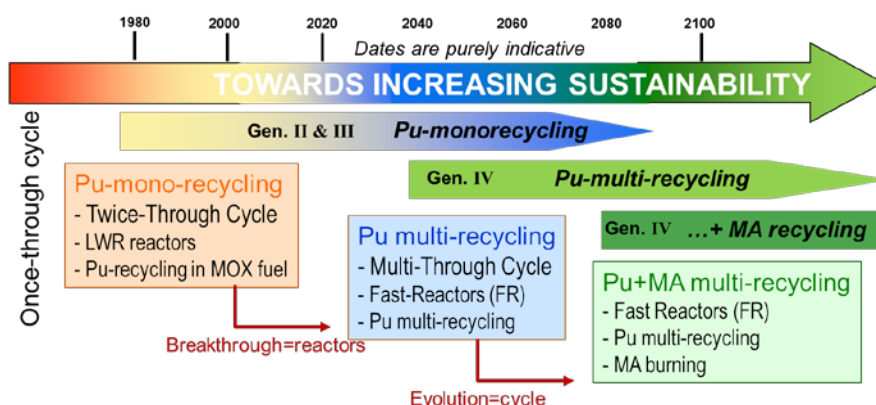 1980 2000 2020 2040 2060 2080 2100
Dates are purely indicative
TOWARDS INCREASING SUSTAINABILITY
Once-through cycle
Gen. II & III Pu-monorecycling
Gen. IV Pu-multi-recycling
Gen. IV ...+ MA recycling
Pu-mono-recycling
- Twice-Through Cycle
- LWR reactors
- Pu-recycling in MOX fuel
Breakthrough=reactors
Pu multi-recycling
- Multi-Through Cycle
- Fast-Reactors (FR)
- Pu multi-recycling
Evolution=cycle
Pu+MA multi-recycling
- Fast Reactors (FR)
- Pu multi-recycling
- MA burning